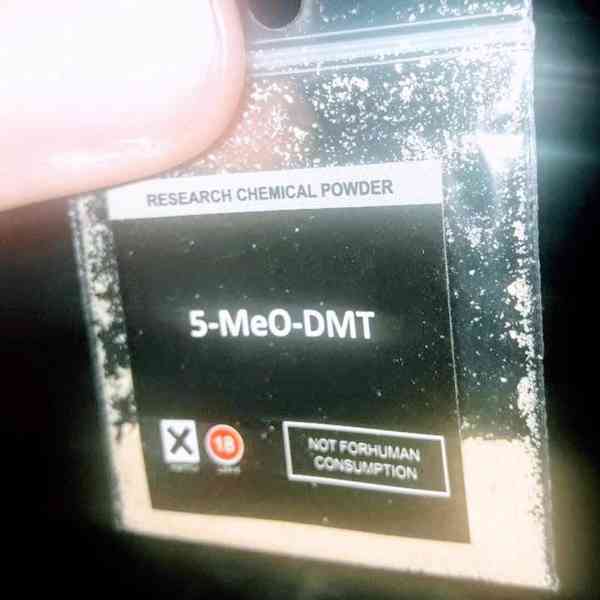 RESEARCH CHEMICAL POWDER
5-MeO-DMT
18
NOT FORHUMAN
CONSUMPTION